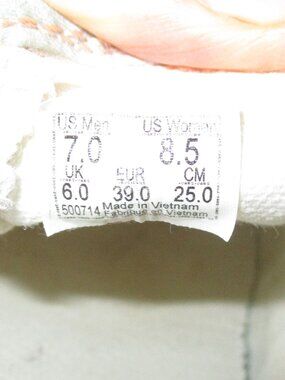 US Men US Women
7.0 8.5
UK EUR CM
6.0 39.0 25.0
500714 Made in Vietnam
Fabrique au Vietnam